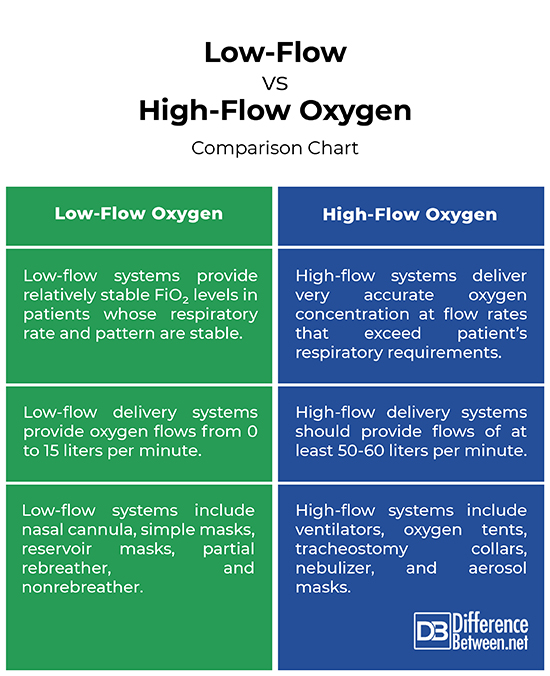 Low-Flow
vs
High-Flow Oxygen
Comparison Chart
Low-Flow Oxygen
High-Flow Oxygen
Low-flow systems provide
relatively stable FiO₂ levels in
patients whose respiratory
rate and pattern are stable.
High-flow systems deliver
very accurate oxygen
concentration at flow rates
that exceed patient's
respiratory requirements.
Low-flow delivery systems
provide oxygen flows from 0
to 15 liters per minute.
High-flow delivery systems
should provide flows of at
least 50-60 liters per minute.
Low-flow systems include
nasal cannula, simple masks,
reservoir masks, partial
rebreather, and
nonrebreather.
High-flow systems include
ventilators, oxygen tents,
tracheostomy collars,
nebulizer, and aerosol
masks.
DB Difference
Between.net